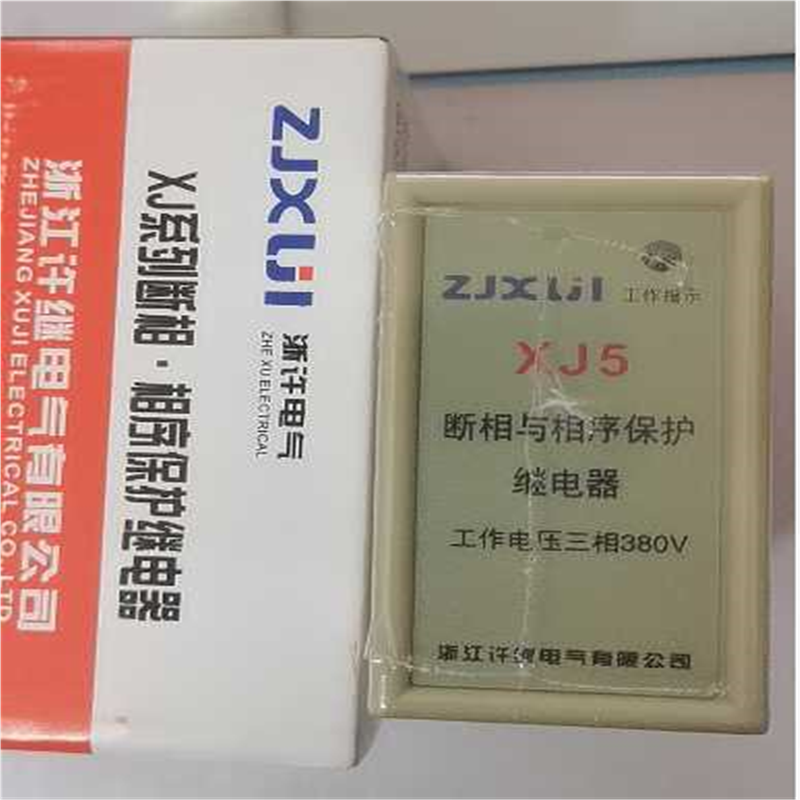 浙江许继电气有限公司
ZHEJIANG XUJI ELECTRICAL CO.,LTD
XJ系列断相·相序保护继电器
ZJXUJI
浙许电气
ZHE XU ELECTRICAL
ZJXUJI
工作指示
XJ5
断相与相序保护
继电器
工作电压三相380V
浙江许继电气有限公司